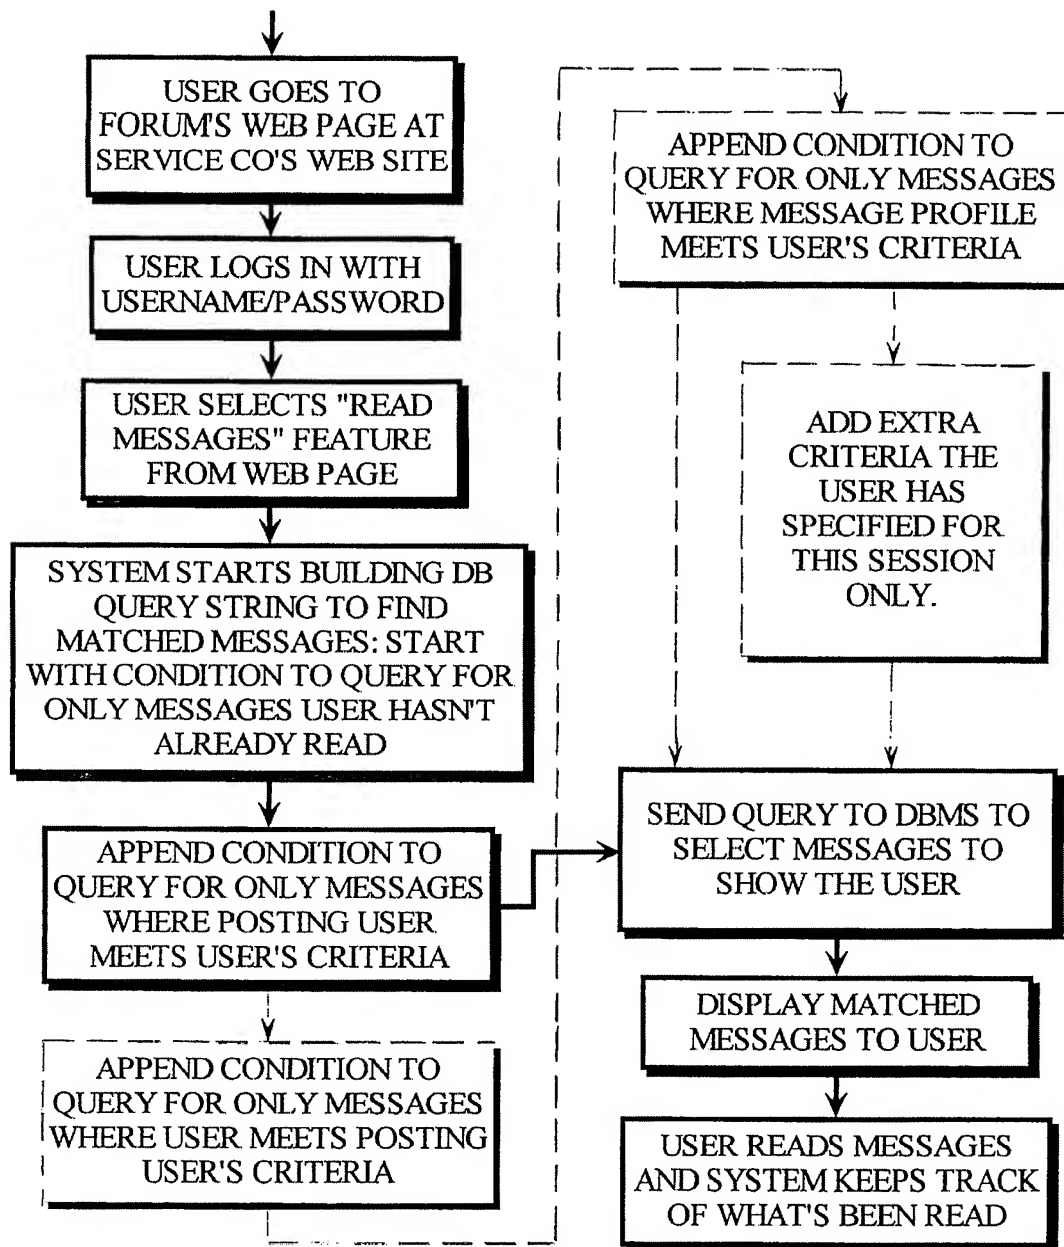 USER GOES TO
FORUM'S WEB PAGE AT
SERVICE CO'S WEB SITE
USER LOGS IN WITH
USERNAME/PASSWORD
USER SELECTS "READ
MESSAGES" FEATURE
FROM WEB PAGE
SYSTEM STARTS BUILDING DB
QUERY STRING TO FIND
MATCHED MESSAGES: START
WITH CONDITION TO QUERY FOR
ONLY MESSAGES USER HASN'T
ALREADY READ
APPEND CONDITION TO
QUERY FOR ONLY MESSAGES
WHERE POSTING USER
MEETS USER'S CRITERIA
APPEND CONDITION TO
QUERY FOR ONLY MESSAGES
WHERE USER MEETS POSTING
USER'S CRITERIA
APPEND CONDITION TO
QUERY FOR ONLY MESSAGES
WHERE MESSAGE PROFILE
MEETS USER'S CRITERIA
ADD EXTRA
CRITERIA THE
USER HAS
SPECIFIED FOR
THIS SESSION
ONLY.
SEND QUERY TO DBMS TO
SELECT MESSAGES TO
SHOW THE USER
DISPLAY MATCHED
MESSAGES TO USER
USER READS MESSAGES
AND SYSTEM KEEPS TRACK
OF WHAT'S BEEN READ